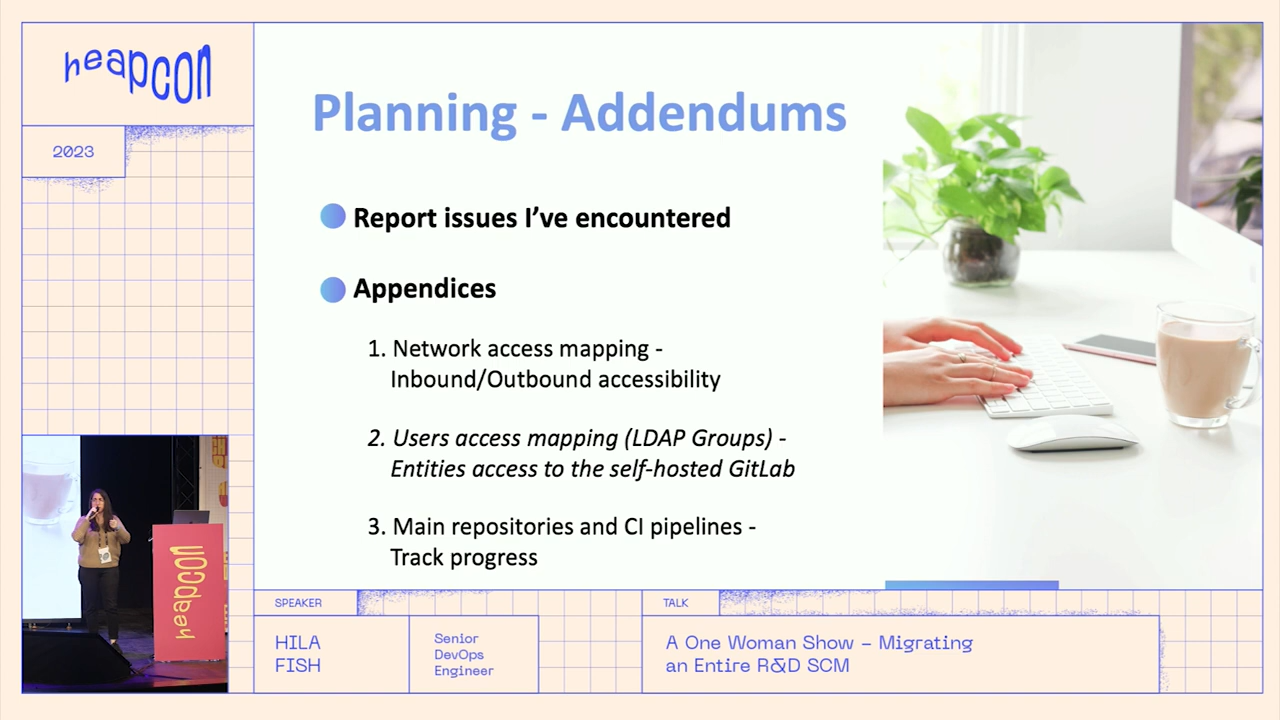 heapcon
2023
Planning - Addendums
Report issues I’ve encountered
Appendices
1. Network access mapping -
Inbound/Outbound accessibility
2. Users access mapping (LDAP Groups) -
Entities access to the self-hosted GitLab
3. Main repositories and CI pipelines -
Track progress
heapcon
SPEAKER
HILA
FISH
Senior
DevOps
Engineer
TALK
A One Woman Show – Migrating
an Entire R&D SCM